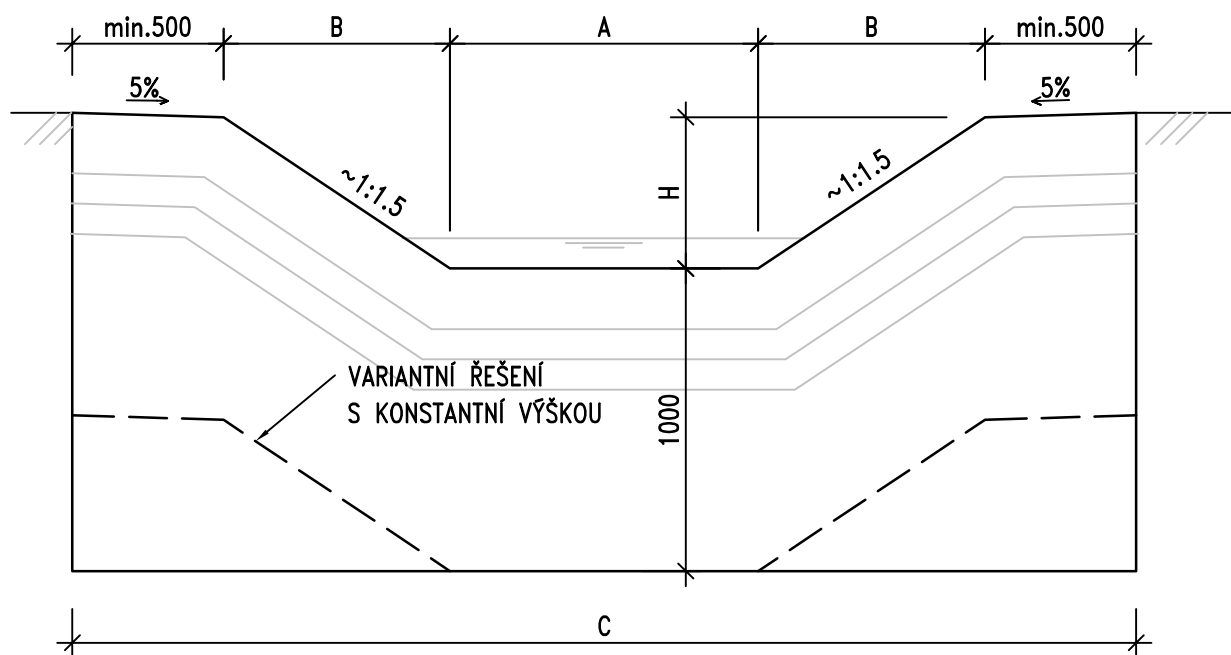 min.500 B A B min.500
5% 5%
~1:1.5 H ~1:1.5
VARIANTNÍ ŘEŠENÍ
S KONSTANTNÍ VÝŠKOU
1000
C